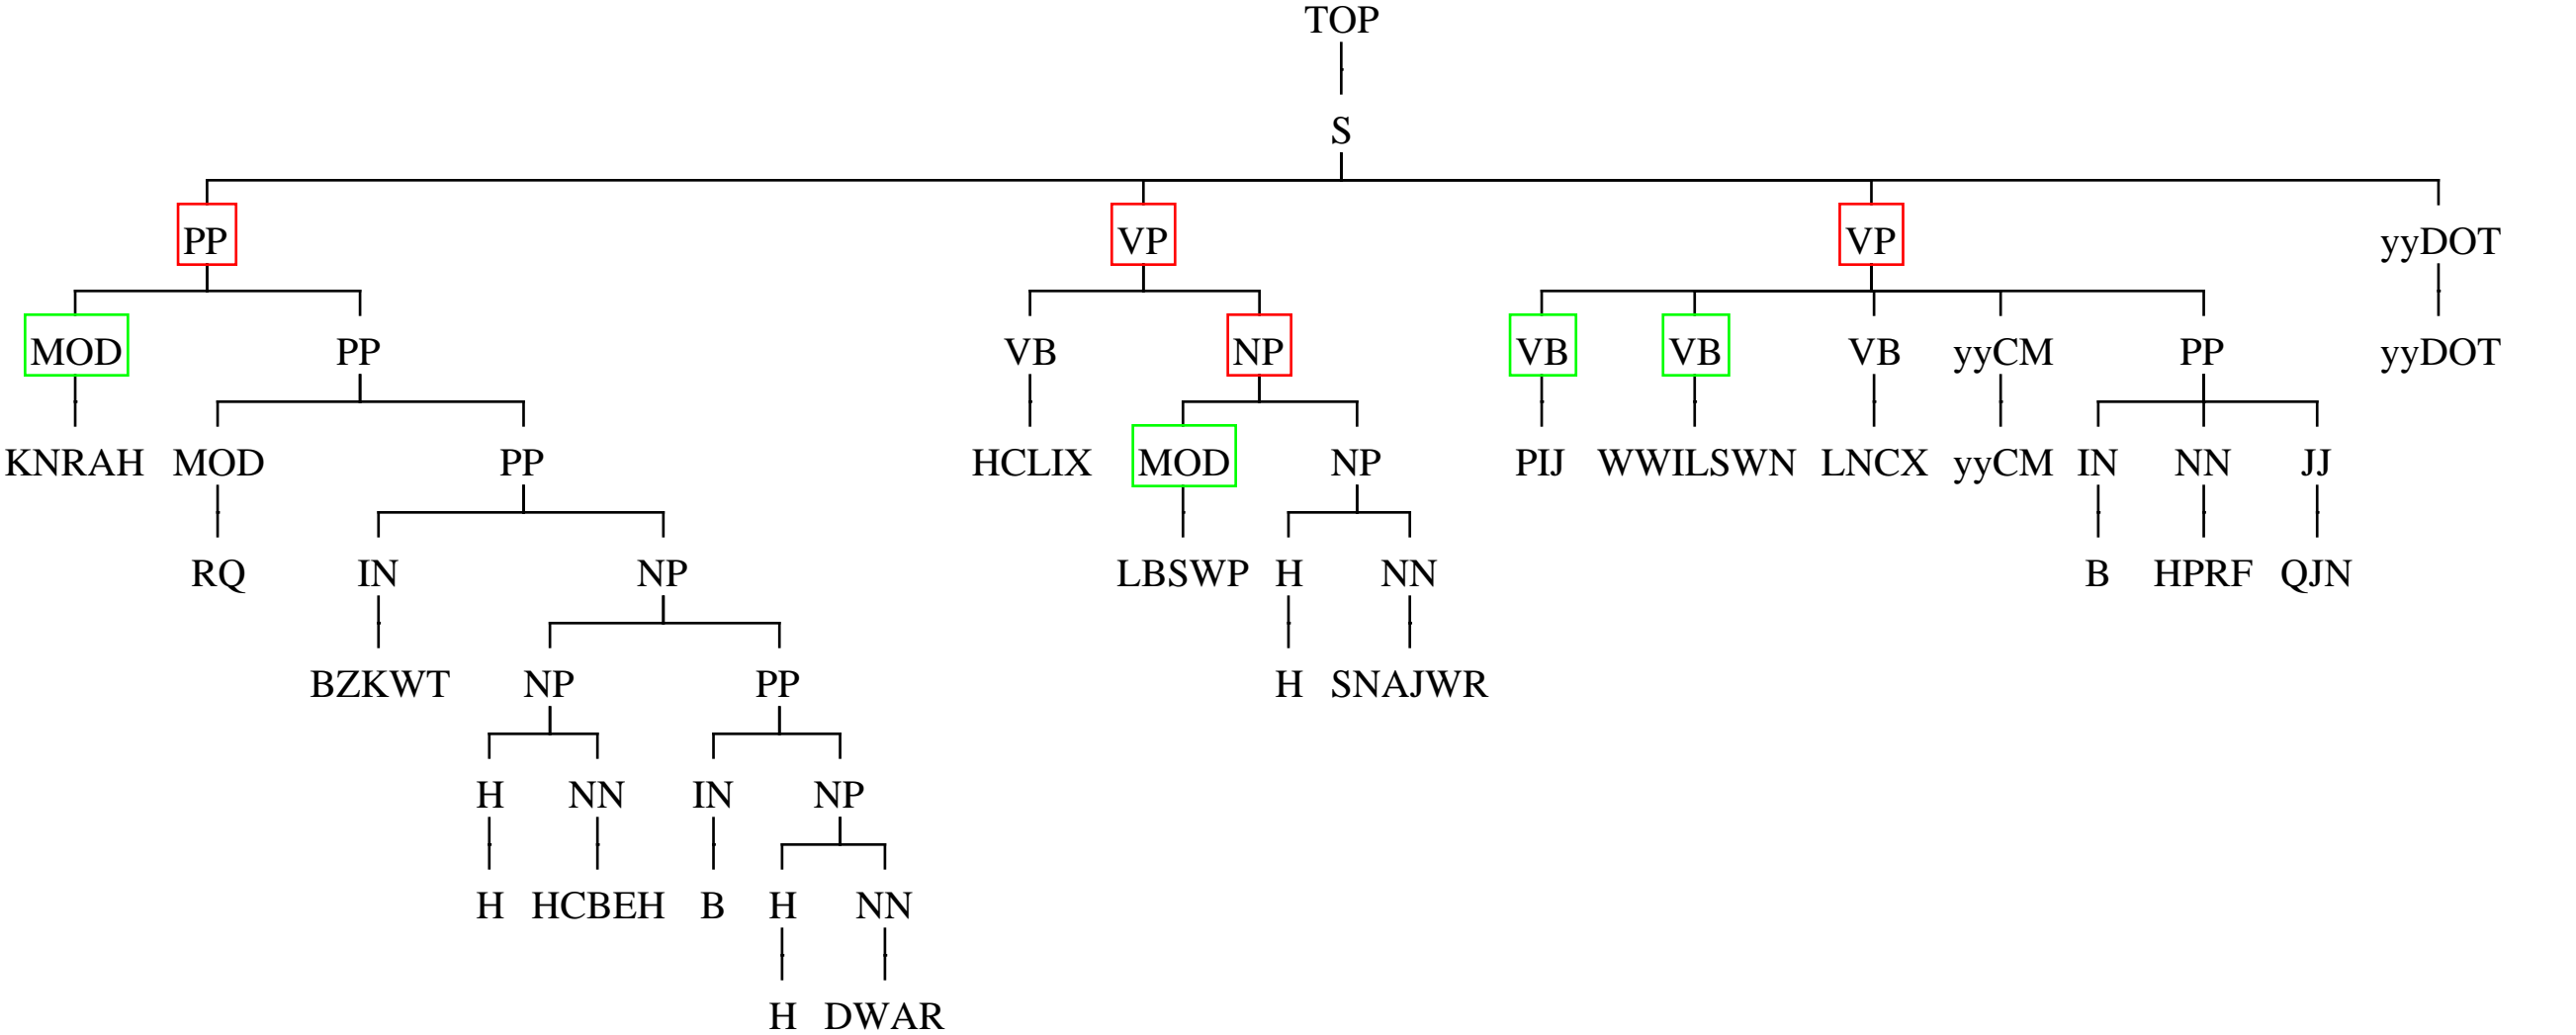 TOP
S
PP VP VP yyDOT
MOD PP VB NP VB VB VB yyCM PP yyDOT
KNRAH MOD PP HCLIX MOD NP PIJ WWILSWN LNCX yyCM IN NN JJ
RQ IN NP LBSWP H NN B HPRF QJN
BZKWT NP PP H SNAJWR
H NN IN NP
H HCBEH B H NN
H DWAR